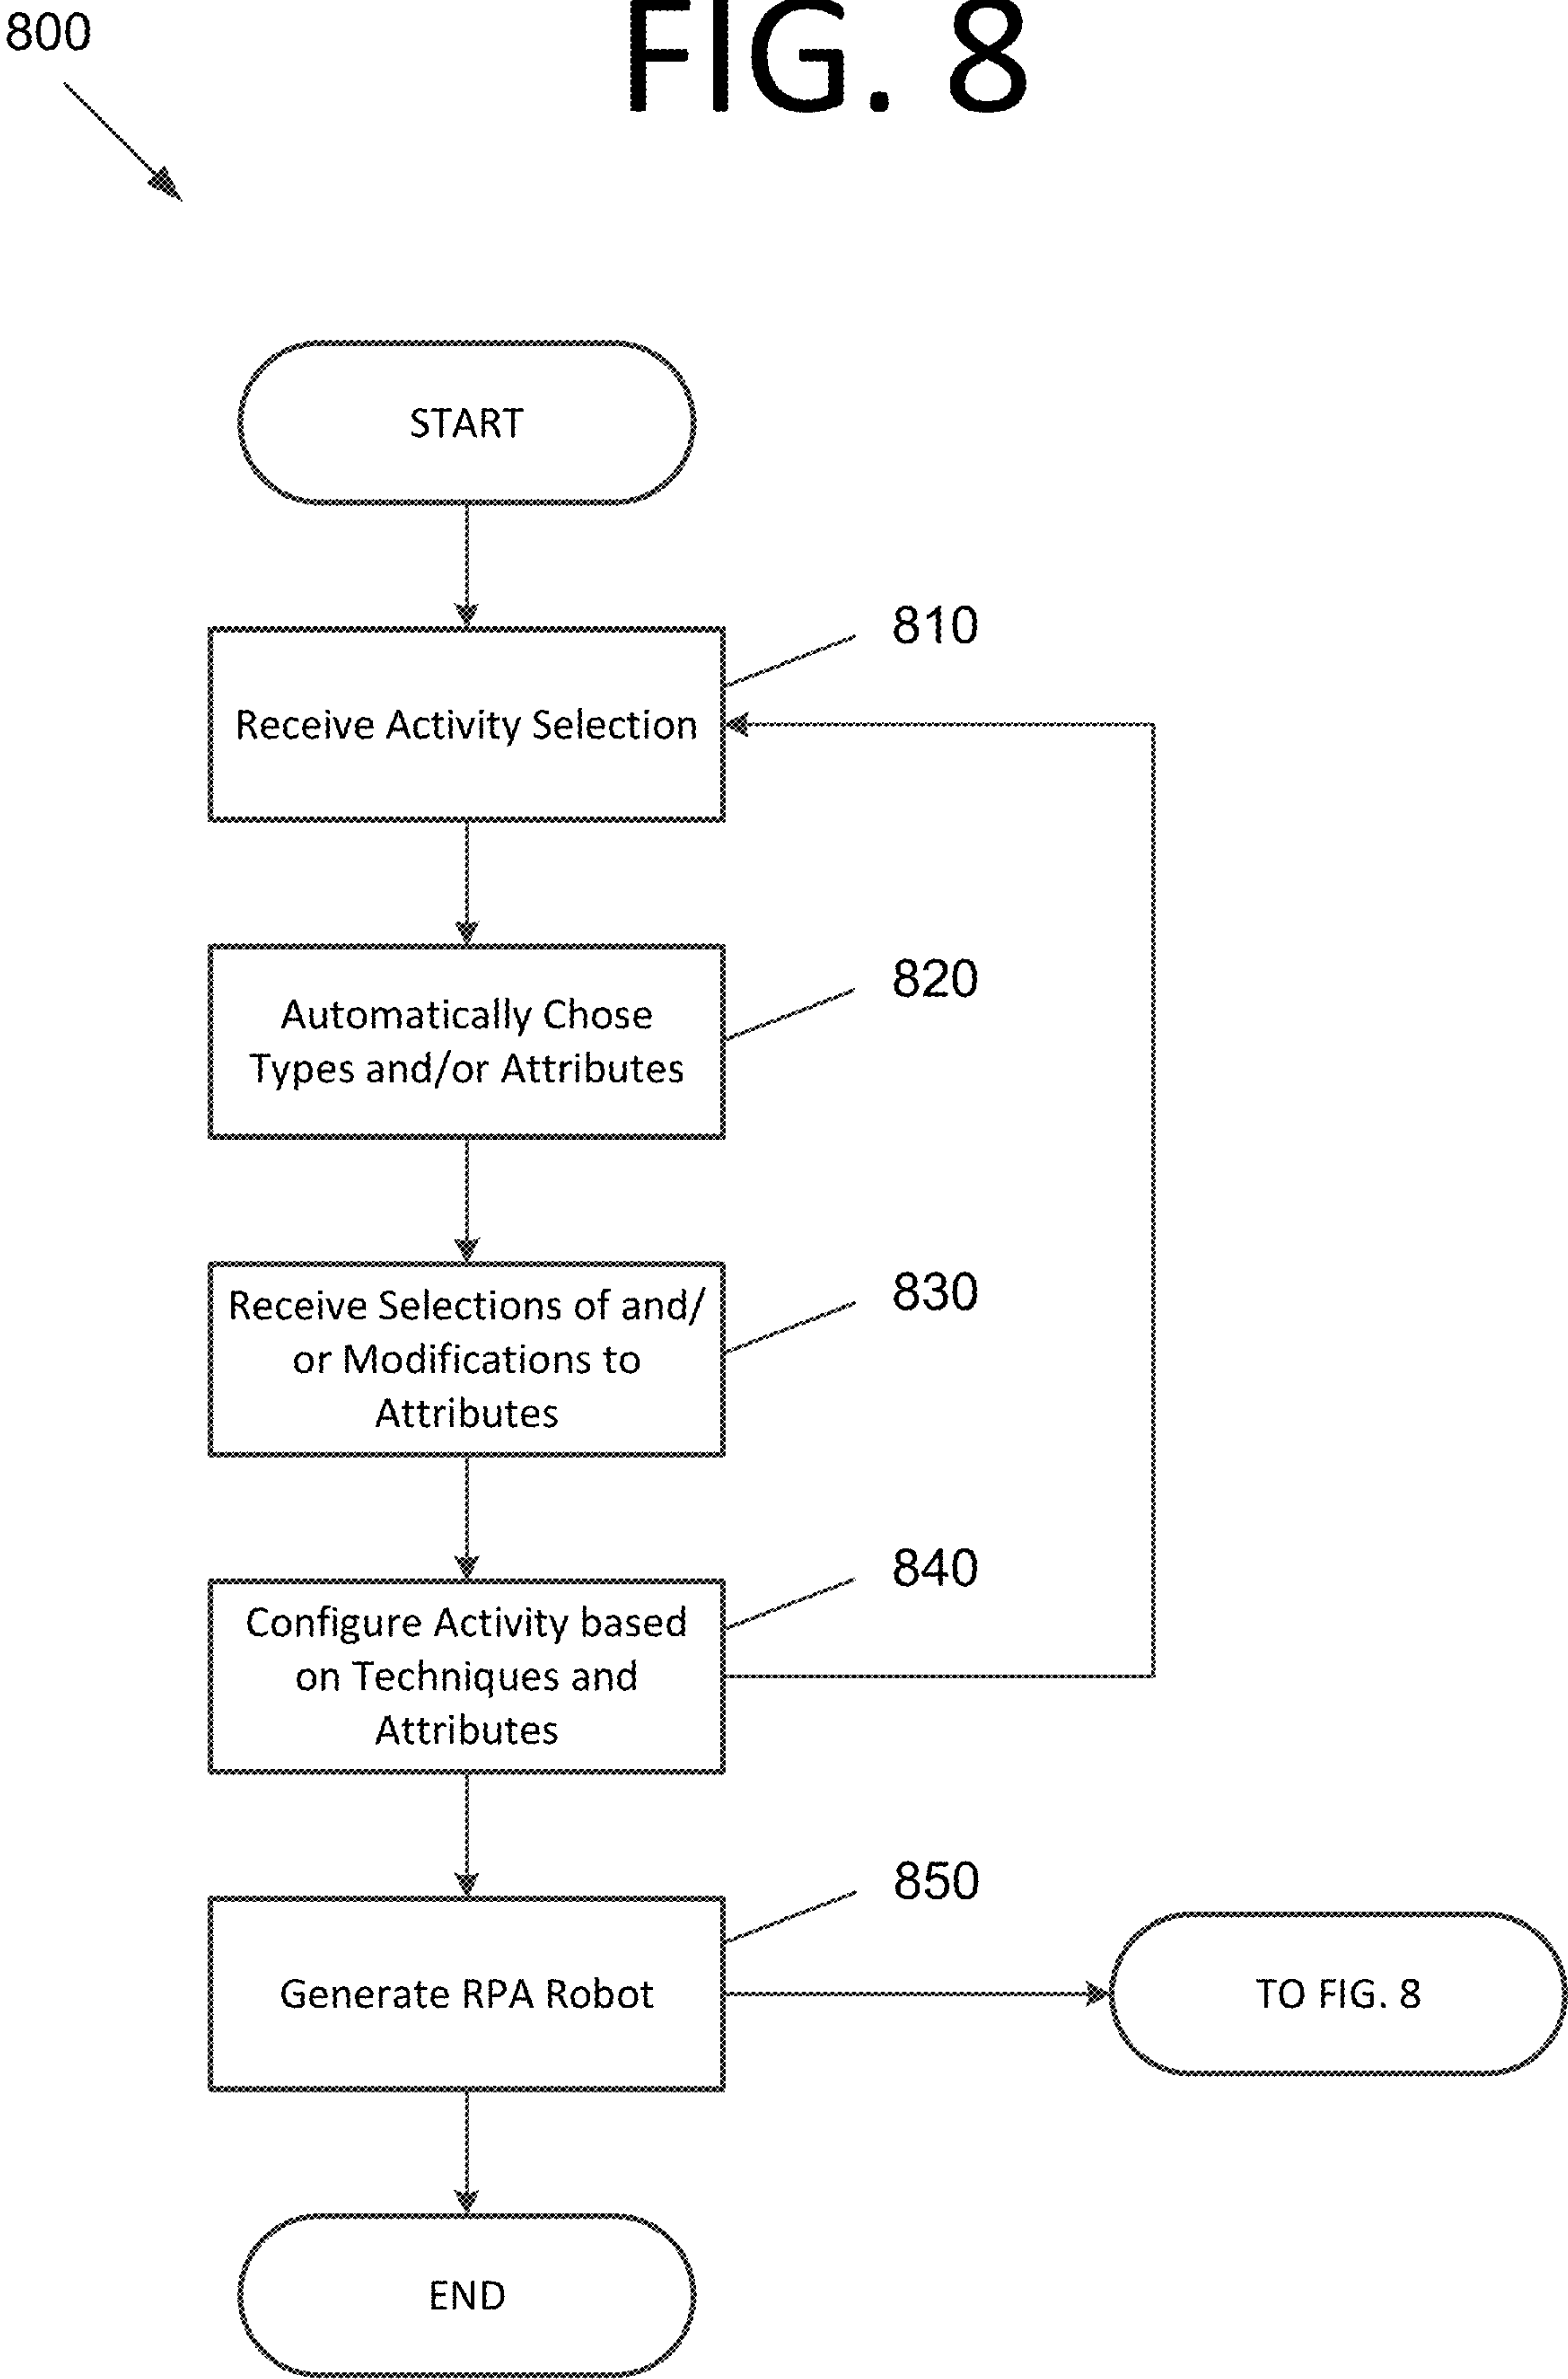 800
FIG. 8
START
810
Receive Activity Selection
820
Automatically Chose
Types and/or Attributes
830
Receive Selections of and/
or Modifications to
Attributes
840
Configure Activity based
on Techniques and
Attributes
850
Generate RPA Robot
TO FIG. 8
END